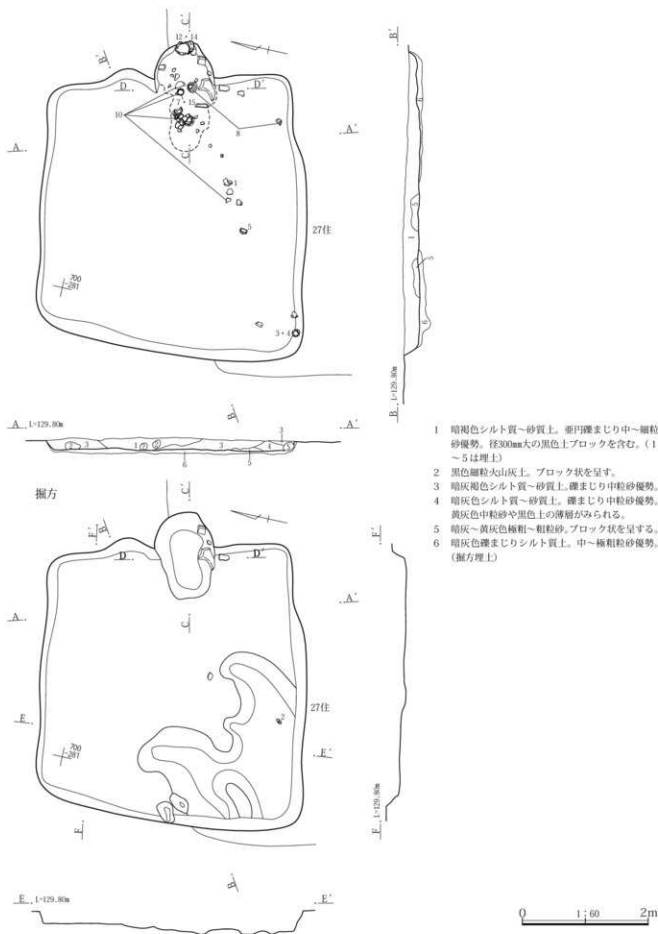 C′
12・14
B′
D
D′
7・15
10
8
A
A′
C
1
5
27住
700
-281
3・4
B
B′
6
5
1
5
6
L=129.80m
B
A
L=129.80m
A′
3
2
3
1
2
3
4
6
5
1 暗褐色シルト質~砂質土。亜円礫まじり中~細粒
砂優勢。径300mm大の黒色土ブロックを含む。(1
~5は埋土)
2 黒色細粒火山灰土。ブロック状を呈す。
3 暗灰褐色シルト質~砂質土。礫まじり中粒砂優勢。
4 暗灰色シルト質~砂質土。礫まじり中粒砂優勢。
黄灰色中粒砂や黒色土の薄層がみられる。
5 暗灰~黄灰色極粗~粗粒砂。ブロック状を呈する。
6 暗灰色礫まじりシルト質土。中~極粗粒砂優勢。
(掘方埋土)
掘方
C′
F′
B′
D
D′
A
A′
C
27住
2
E
E′
700
-281
F
B
F′
L=129.80m
F
E
L=129.80m
E′
0
1:60
2m